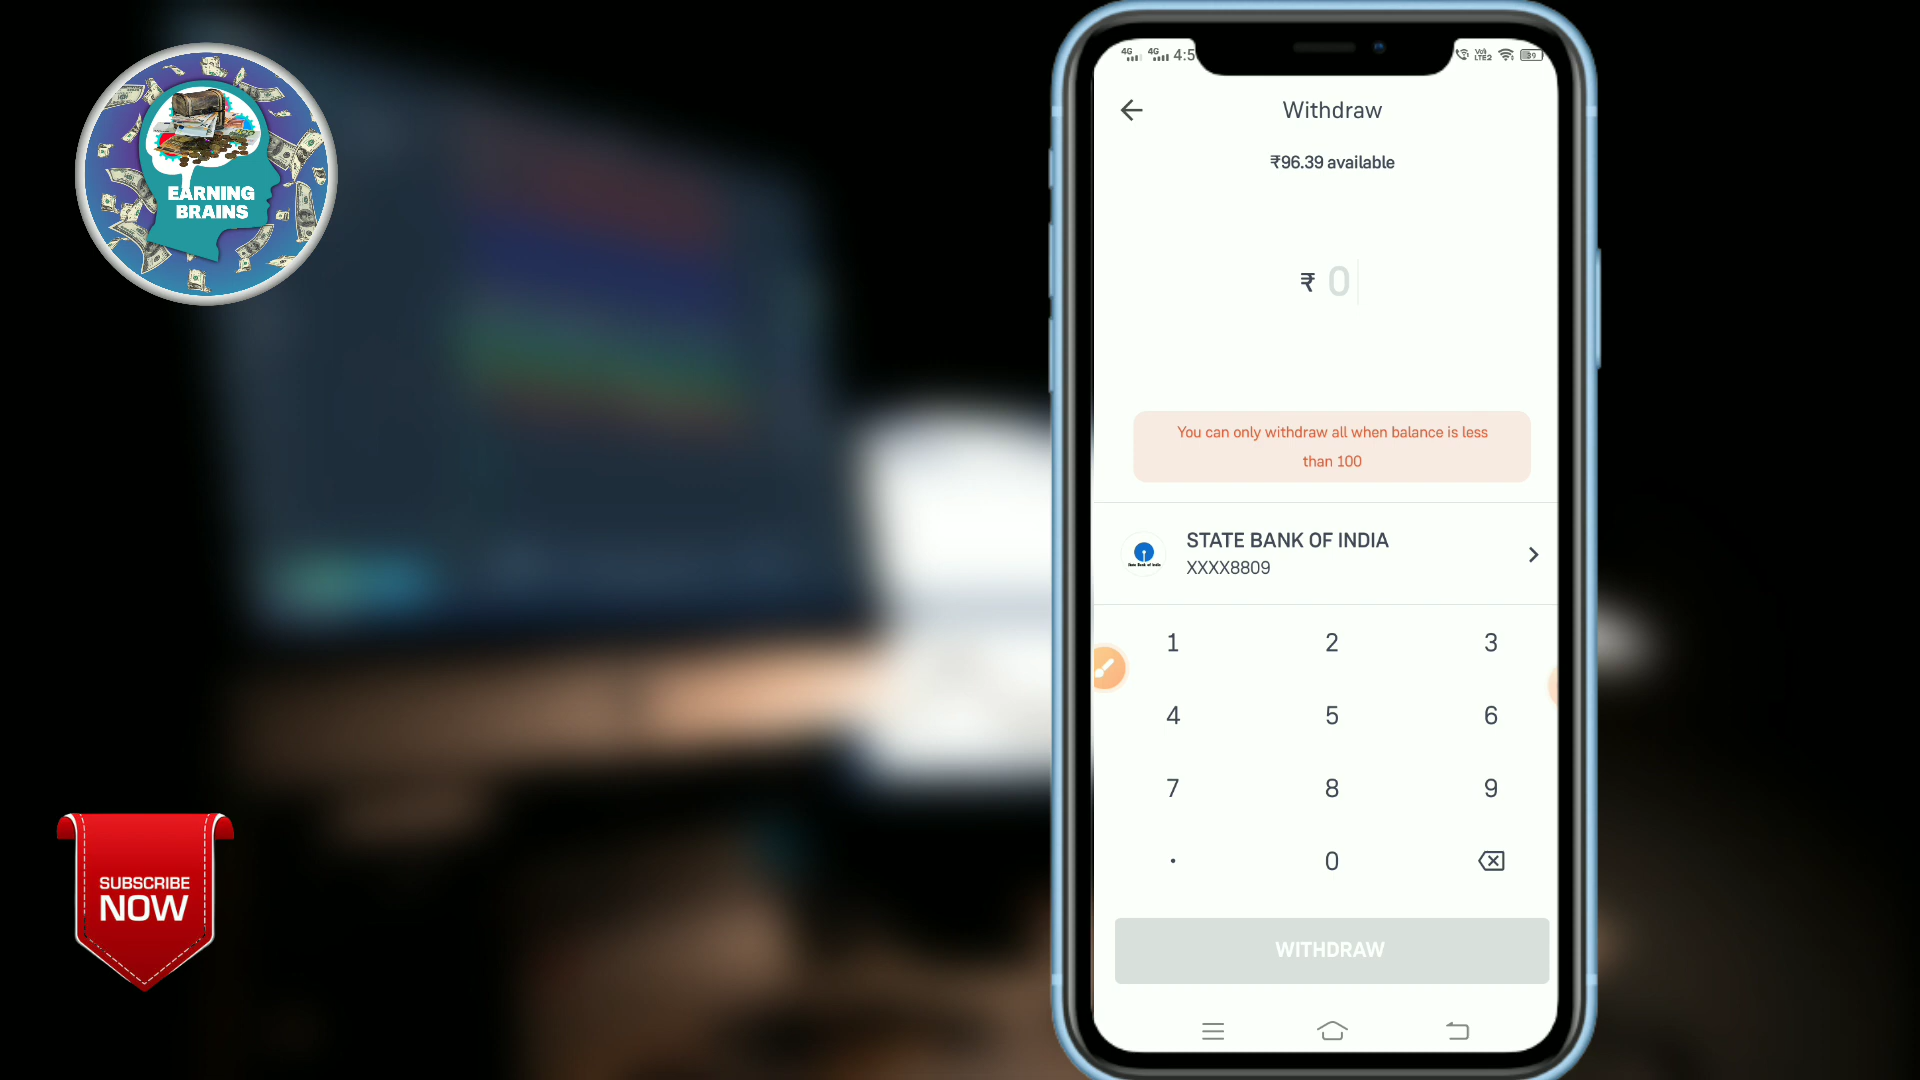 EARNING
BRAINS
SUBSCRIBE
NOW
4G 4G 4:5
Withdraw
₹96.39 available
₹ 0
You can only withdraw all when balance is less
than 100
STATE BANK OF INDIA
XXXX8809
1 2 3
4 5 6
7 8 9
. 0
WITHDRAW